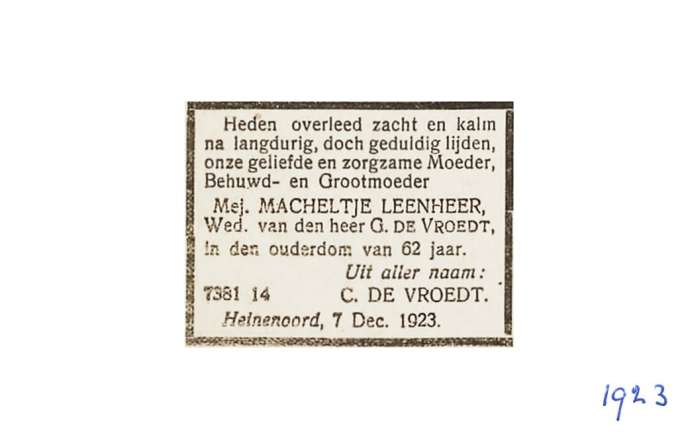 Heden overleed zacht en kalm
na langdurig, doch geduldig lijden,
onze geliefde en zorgzame Moeder,
Behuwd- en Grootmoeder
Mej. MACHELTJE LEENHEER,
Wed. van den heer G. DE VROEDT,
in den ouderdom van 62 jaar.
Uit aller naam:
7381 14 C. DE VROEDT.
Heinenoord, 7 Dec. 1923.
1923